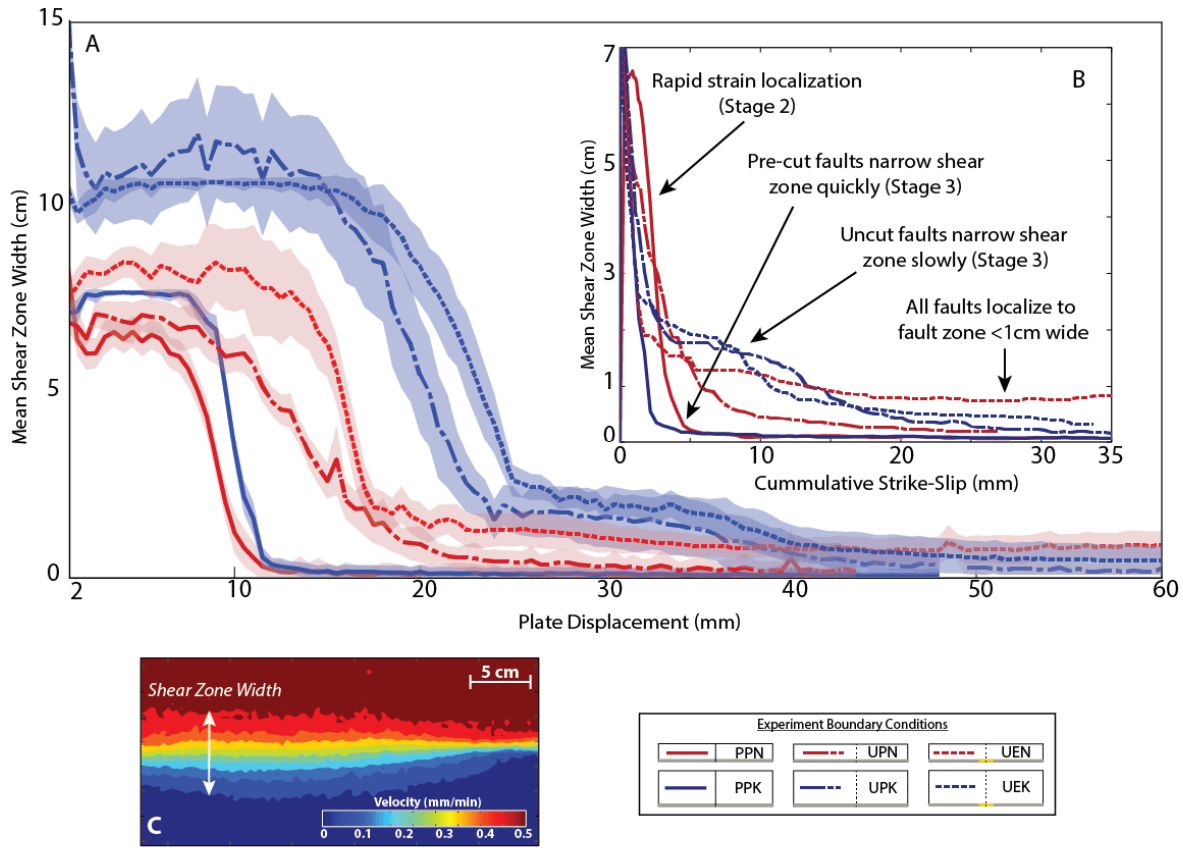 A
15
10
5
0
Mean Shear Zone Width (cm)
2
10
20
30
40
50
60
Plate Displacement (mm)
B
7
5
3
1
0
Mean Shear Zone Width (cm)
Rapid strain localization
(Stage 2)
Pre-cut faults narrow shear
zone quickly (Stage 3)
Uncut faults narrow shear
zone slowly (Stage 3)
All faults localize to
fault zone <1cm wide
0
10
20
30
35
Cummulative Strike-Slip (mm)
5 cm
Shear Zone Width
Velocity (mm/min)
0 0.1 0.2 0.3 0.4 0.5
C
Experiment Boundary Conditions
PPN UPN UEN
PPK UPK UEK